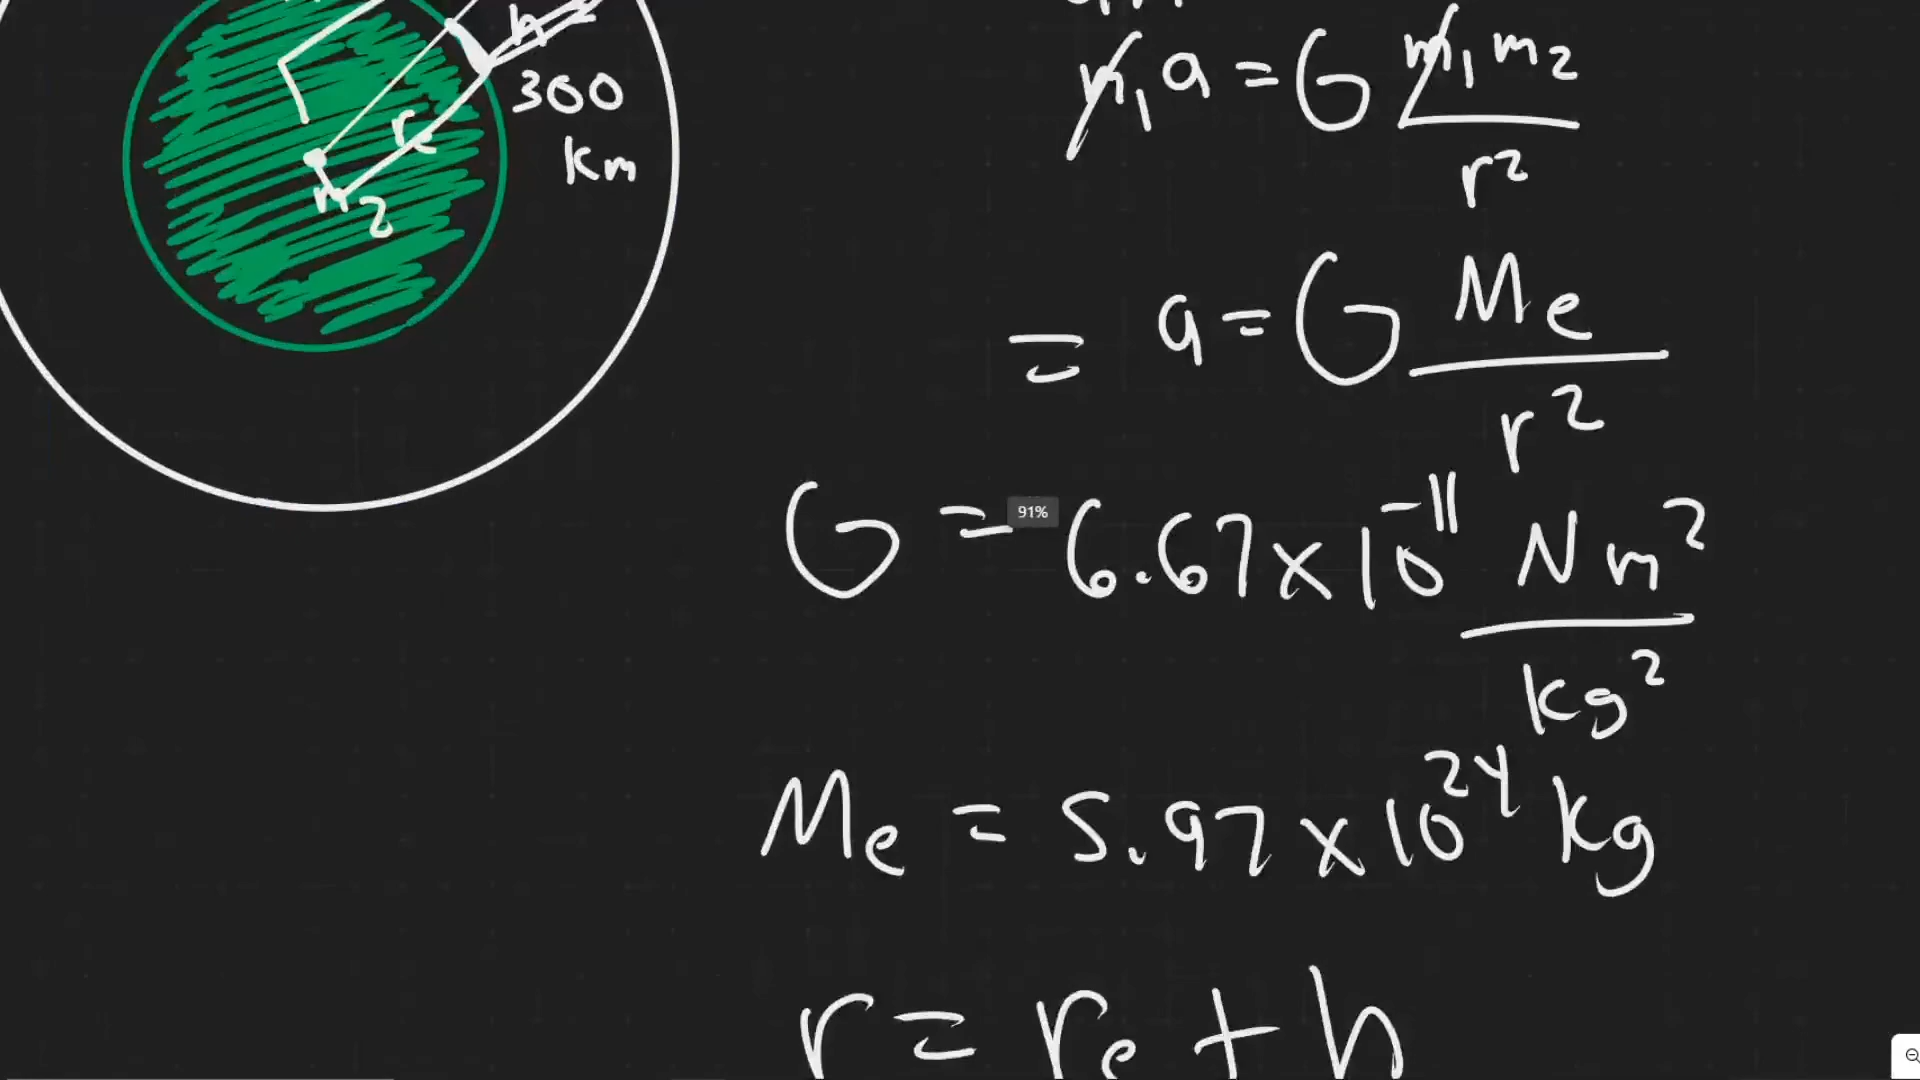 h
300
km
re
m2
m₁a = G m₁m₂ / r²
= a = G Me / r²
G = 6.67 x 10⁻¹¹ Nm² / kg²
91%
Me = 5.97 x 10²⁴ kg
r = re + h